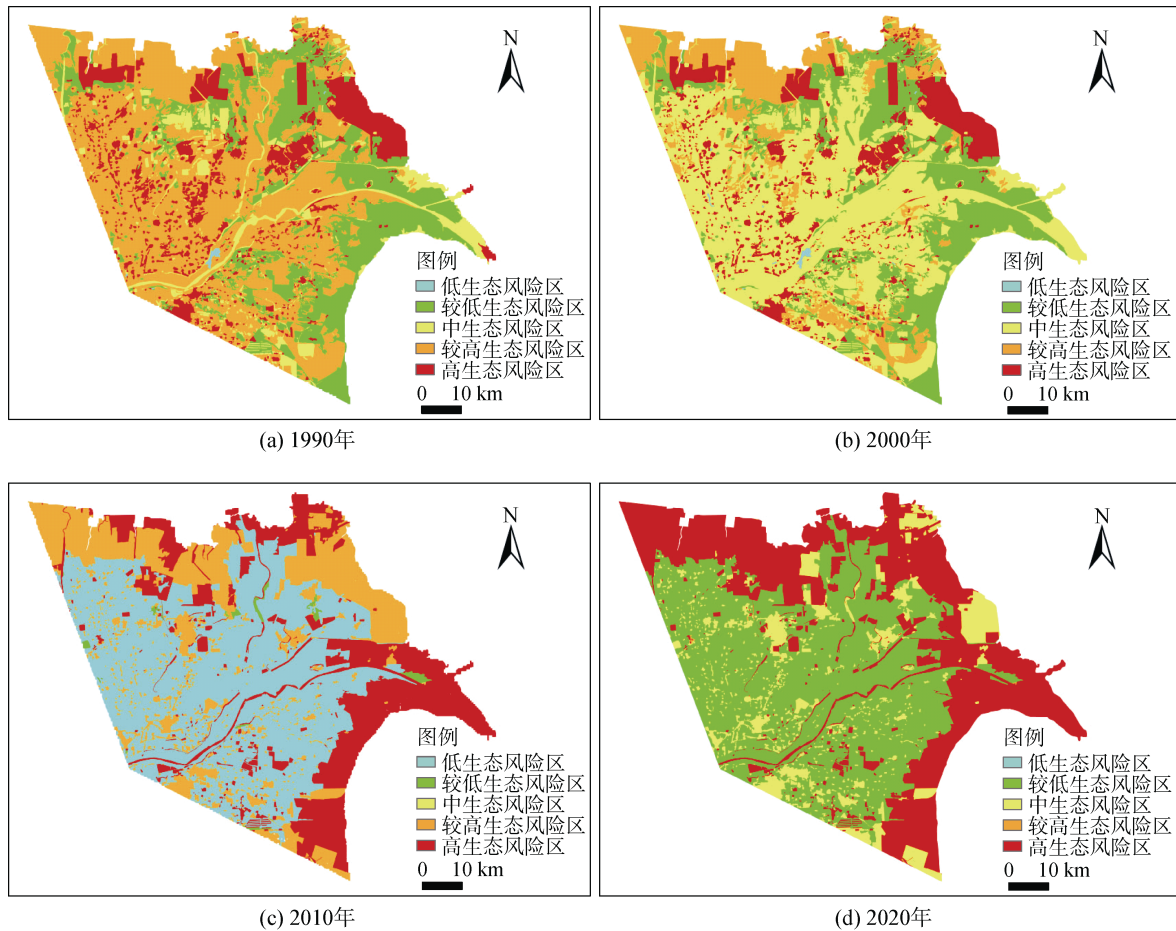 N
图例
低生态风险区
较低生态风险区
中生态风险区
较高生态风险区
高生态风险区
0 10 km
(a) 1990年
N
图例
低生态风险区
较低生态风险区
中生态风险区
较高生态风险区
高生态风险区
0 10 km
(b) 2000年
N
图例
低生态风险区
较低生态风险区
中生态风险区
较高生态风险区
高生态风险区
0 10 km
(c) 2010年
N
图例
低生态风险区
较低生态风险区
中生态风险区
较高生态风险区
高生态风险区
0 10 km
(d) 2020年